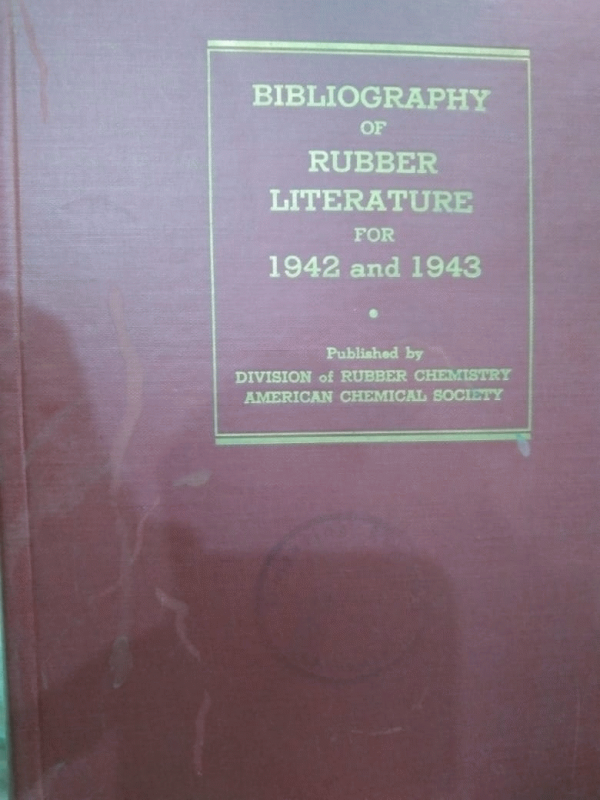 BIBLIOGRAPHY
OF
RUBBER
LITERATURE
FOR
1942 and 1943
Published by
DIVISION of RUBBER CHEMISTRY
AMERICAN CHEMICAL SOCIETY